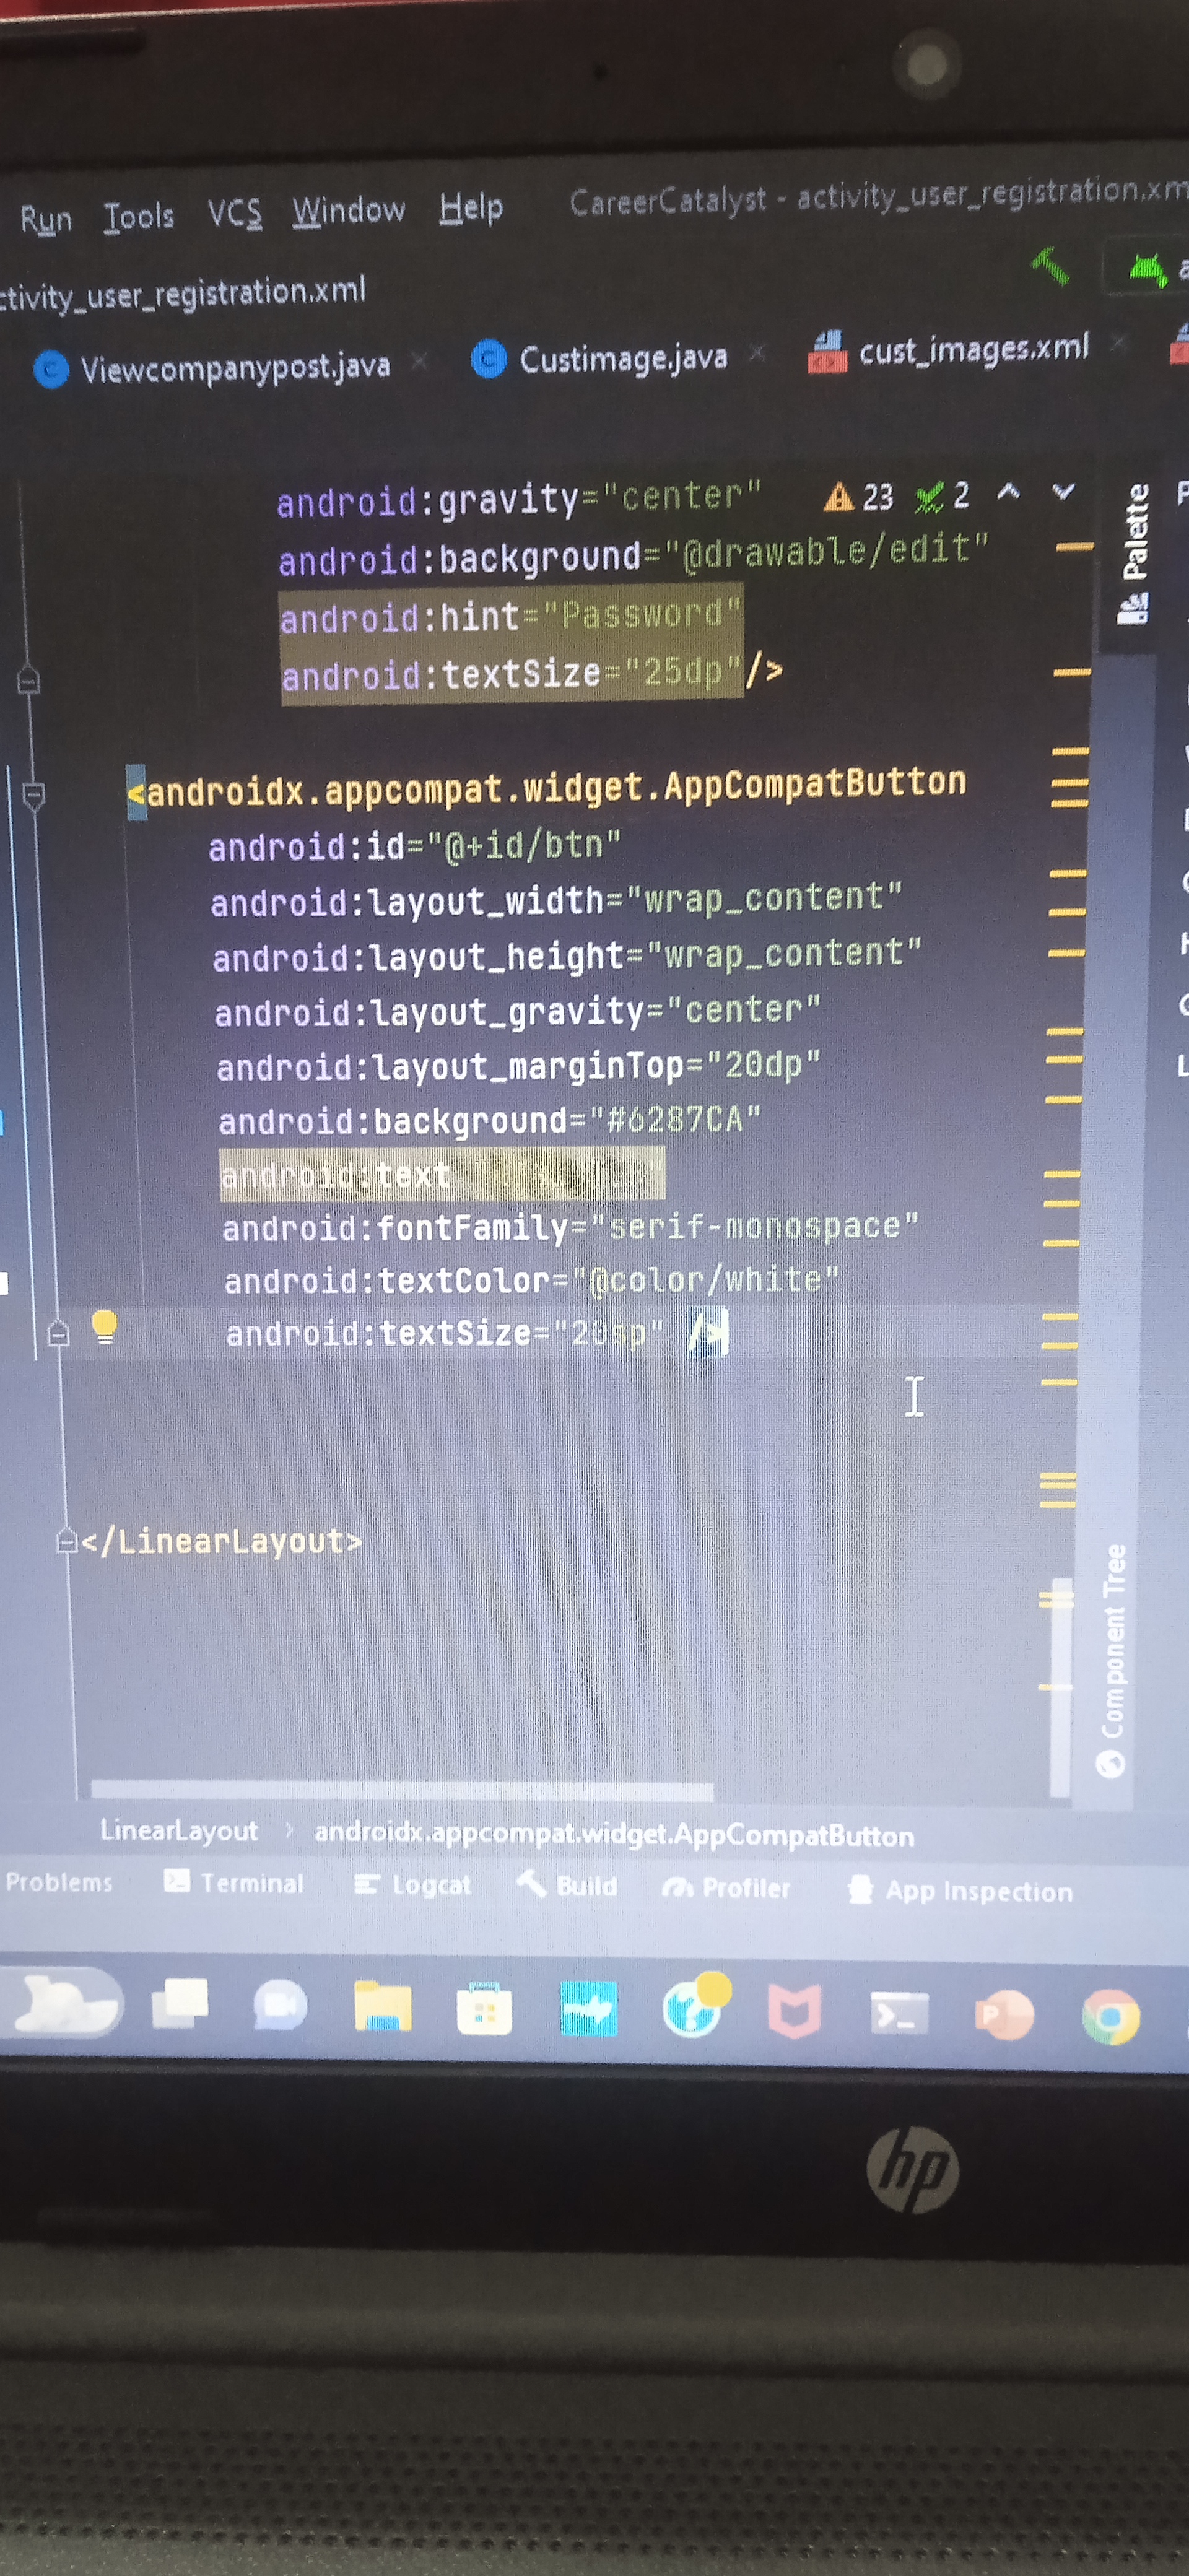 Run Tools VCS Window Help CareerCatalyst - activity_user_registration.xm
ctivity_user_registration.xml
Viewcompanypost.java Custimage.java cust_images.xml
android:gravity="center" 23 2
android:background="@drawable/edit"
android:hint="Password"
android:textSize="25dp"/>
<androidx.appcompat.widget.AppCompatButton
android:id="@+id/btn"
android:layout_width="wrap_content"
android:layout_height="wrap_content"
android:layout_gravity="center"
android:layout_marginTop="20dp"
android:background="#6287CA"
android:text
android:fontFamily="serif-monospace"
android:textColor="@color/white"
android:textSize="20sp" />
</LinearLayout>
Palette
Component Tree
LinearLayout > androidx.appcompat.widget.AppCompatButton
Problems Terminal Logcat Build Profiler App Inspection
hp